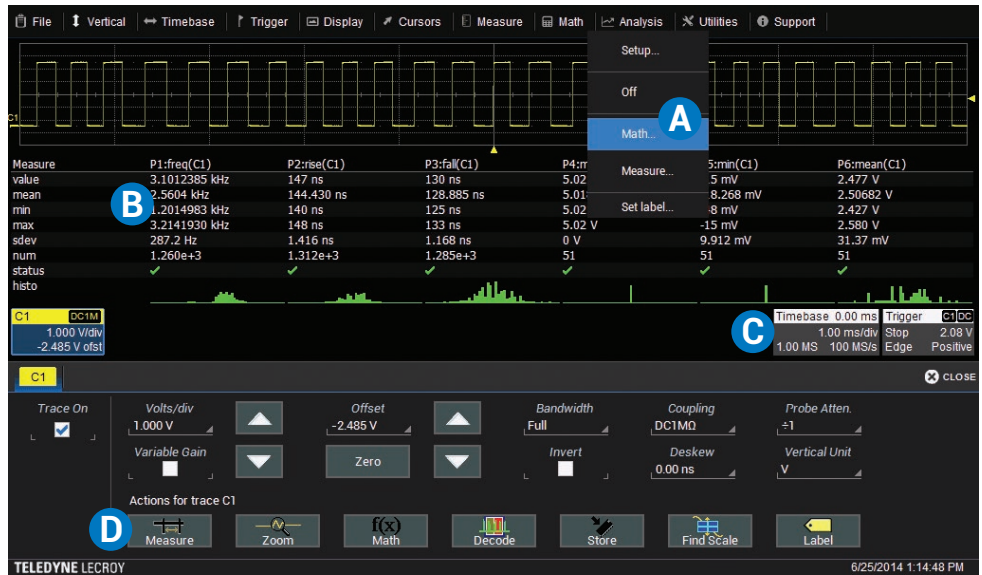 File Vertical Timebase Trigger Display Cursors Measure Math Analysis Utilities Support
Setup...
Off
A
Math...
Measure...
Set label...
C1
Measure P1:freq(C1) P2:rise(C1) P3:fall(C1) P4:m 5:min(C1) P6:mean(C1)
value 3.1012385 kHz 147 ns 130 ns 5.02 5 mV 2.477 V
mean 2.5604 kHz 144.430 ns 128.885 ns 5.01 8.268 mV 2.50682 V
B
min 1.2014983 kHz 140 ns 125 ns 5.02 8 mV 2.427 V
max 3.2141930 kHz 148 ns 133 ns 5.02 V -15 mV 2.580 V
sdev 287.2 Hz 1.416 ns 1.168 ns 0 V 9.912 mV 31.37 mV
num 1.260e+3 1.312e+3 1.285e+3 51 51 51
status
histo
C1 DC1M
1.000 V/div
-2.485 V ofst
C
Timebase 0.00 ms
1.00 ms/div
1.00 MS 100 MS/s
Trigger C1 DC
Stop 2.08 V
Edge Positive
C1
CLOSE
Trace On Volts/div Offset Bandwidth Coupling Probe Atten.
1.000 V -2.485 V Full DC1MΩ ÷1
Variable Gain Zero Invert Deskew Vertical Unit
0.00 ns V
Actions for trace C1
D
Measure Zoom f(x) Math Decode Store Find Scale Label
TELEDYNE LECROY 6/25/2014 1:14:48 PM